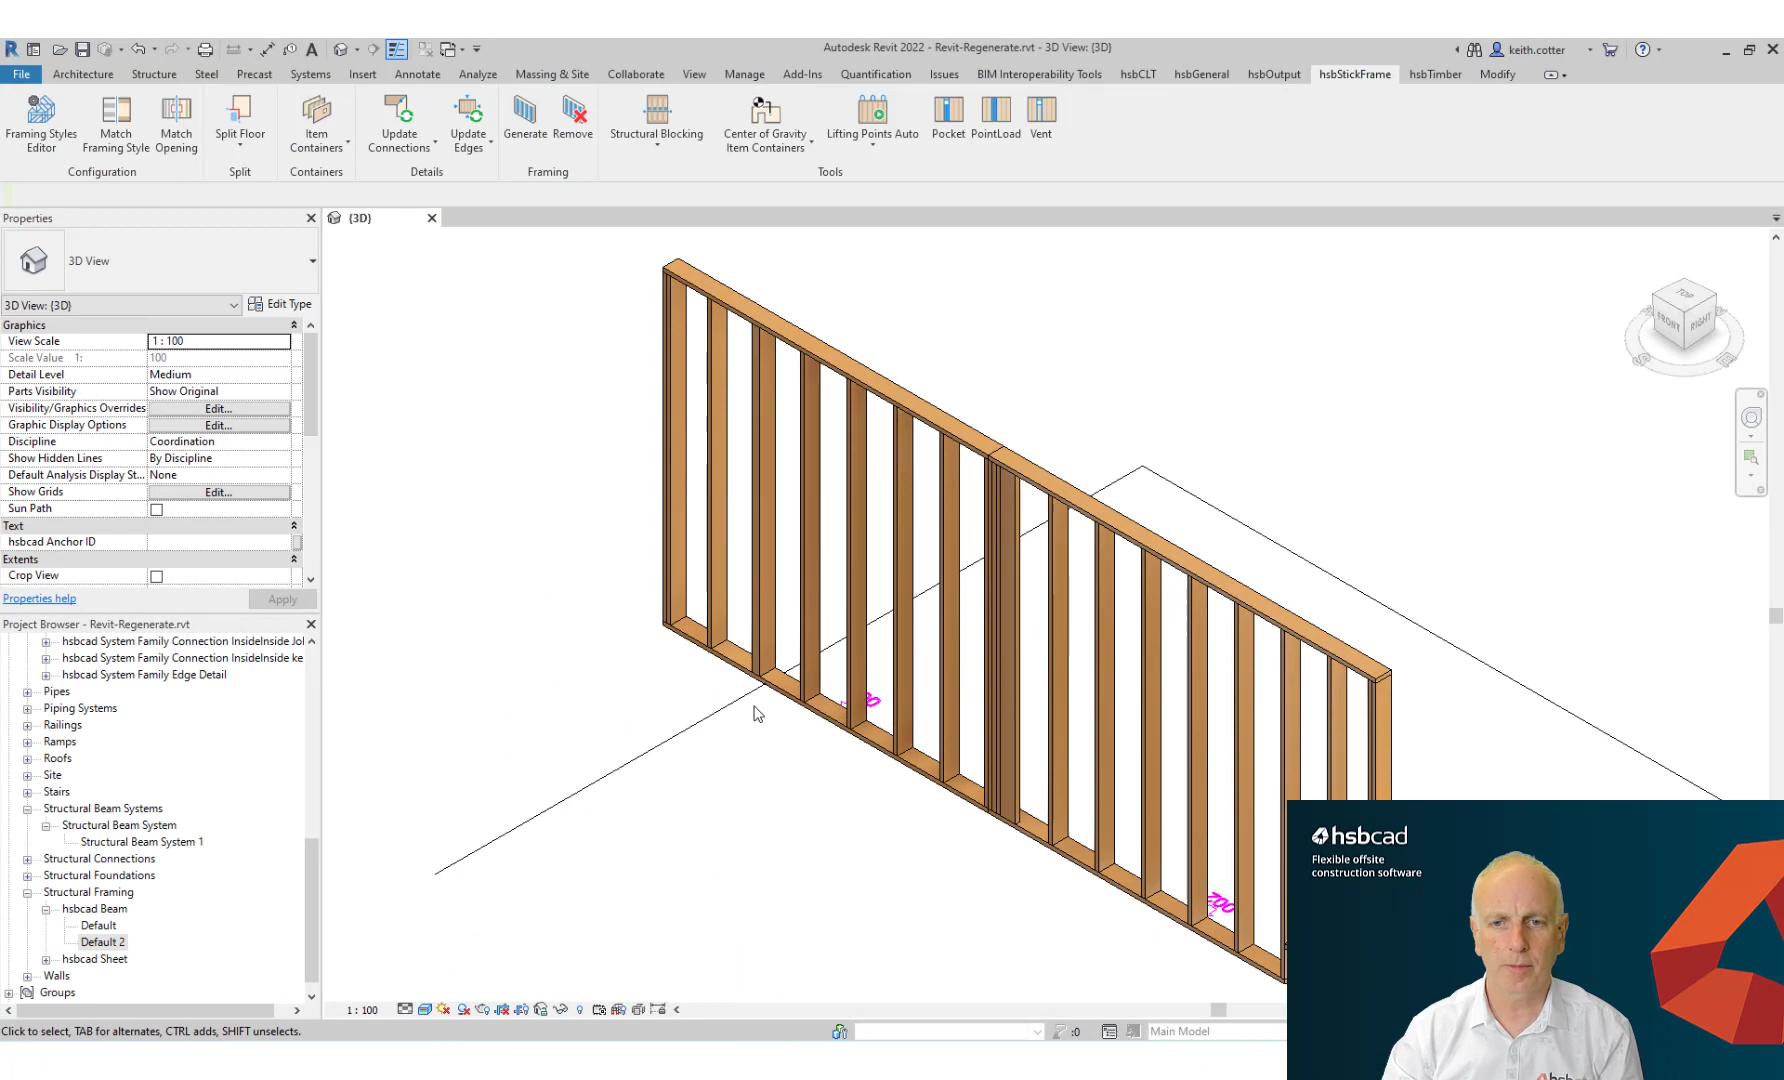 Autodesk Revit 2022 - Revit-Regenerate.rvt - 3D View: {3D}
keith.cotter
File Architecture Structure Steel Precast Systems Insert Annotate Analyze Massing & Site Collaborate View Manage Add-Ins Quantification Issues BIM Interoperability Tools hsbCLT hsbGeneral hsbOutput hsbStickFrame hsbTimber Modify
Framing Styles Editor
Match Framing Style
Match Opening
Split Floor
Item Containers
Update Connections
Update Edges
Generate
Remove
Structural Blocking
Center of Gravity Item Containers
Lifting Points Auto
Pocket
PointLoad
Vent
Configuration Split Containers Details Framing Tools
Properties
{3D}
3D View
3D View: {3D}
Edit Type
Graphics
View Scale 1 : 100
Scale Value 1: 100
Detail Level Medium
Parts Visibility Show Original
Visibility/Graphics Overrides Edit...
Graphic Display Options Edit...
Discipline Coordination
Show Hidden Lines By Discipline
Default Analysis Display St... None
Show Grids Edit...
Sun Path
Text
hsbcad Anchor ID
Extents
Crop View
Properties help
Apply
Project Browser - Revit-Regenerate.rvt
hsbcad System Family Connection InsideInside Joi
hsbcad System Family Connection InsideInside ke
hsbcad System Family Edge Detail
Pipes
Piping Systems
Railings
Ramps
Roofs
Site
Stairs
Structural Beam Systems
Structural Beam System
Structural Beam System 1
Structural Connections
Structural Foundations
Structural Framing
hsbcad Beam
Default
Default 2
hsbcad Sheet
Walls
Groups
TOP
FRONT
RIGHT
S
E
200
1 : 100
Click to select, TAB for alternates, CTRL adds, SHIFT unselects.
:0
Main Model
hsbcad
Flexible offsite
construction software